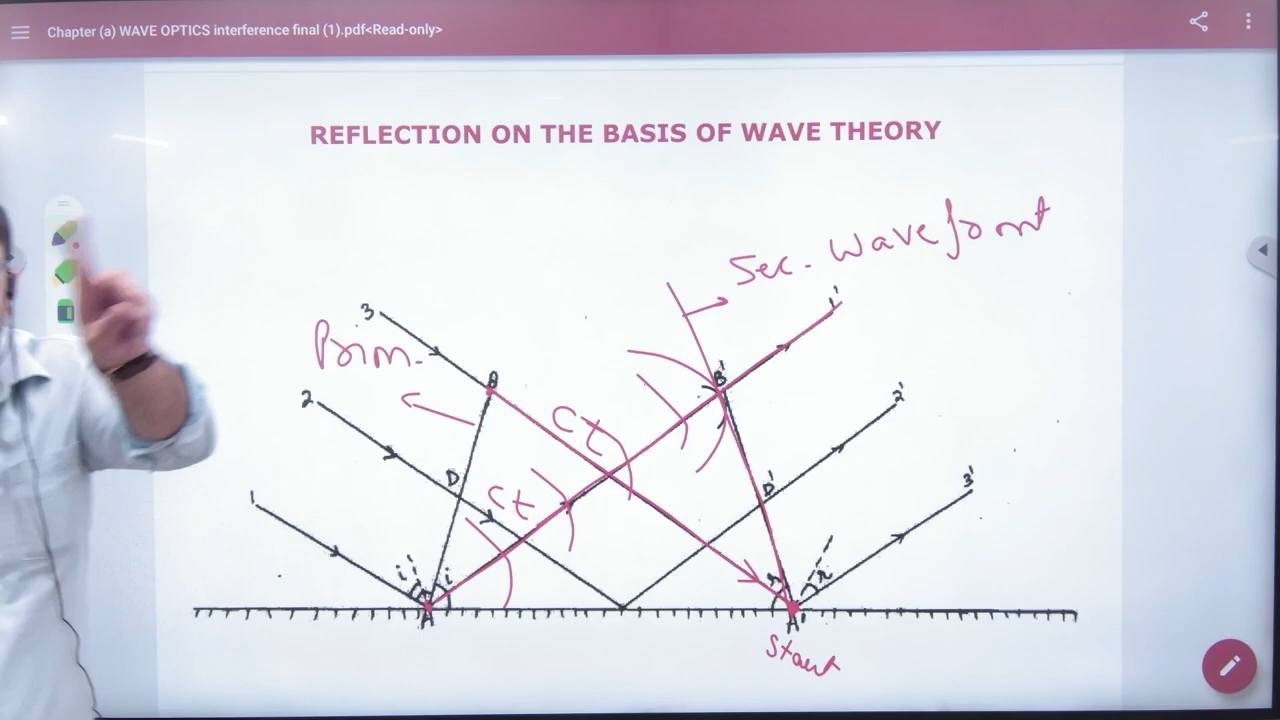 Chapter (a) WAVE OPTICS interference final (1).pdf<Read-only>
REFLECTION ON THE BASIS OF WAVE THEORY
Sec. Wavefront
3
1'
Prim.
B
B'
2
Ct
2'
D
D'
3'
1
Ct
i
i
r
r
A
A'
Start